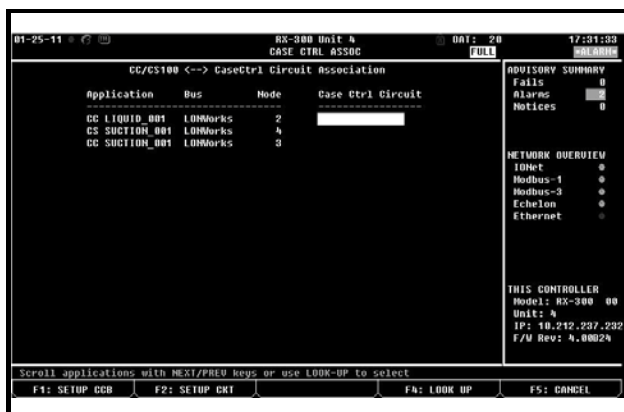 01-25-11 RX-300 Unit 4 OAT: 20 17:31:33
CASE CTRL ASSOC FULL *ALARM*
CC/CS100 <--> CaseCtrl Circuit Association
Application Bus Node Case Ctrl Circuit
CC LIQUID_001 LONWorks 2
CS SUCTION_001 LONWorks 4
CC SUCTION_001 LONWorks 3
ADVISORY SUMMARY
Fails 0
Alarms 2
Notices 0
NETWORK OVERVIEW
IONet
Modbus-1
Modbus-3
Echelon
Ethernet
THIS CONTROLLER
Model: RX-300 00
Unit: 4
IP: 10.212.237.232
F/W Rev: 4.00B24
Scroll applications with NEXT/PREV keys or use LOOK-UP to select
F1: SETUP CCB F2: SETUP CKT F4: LOOK UP F5: CANCEL